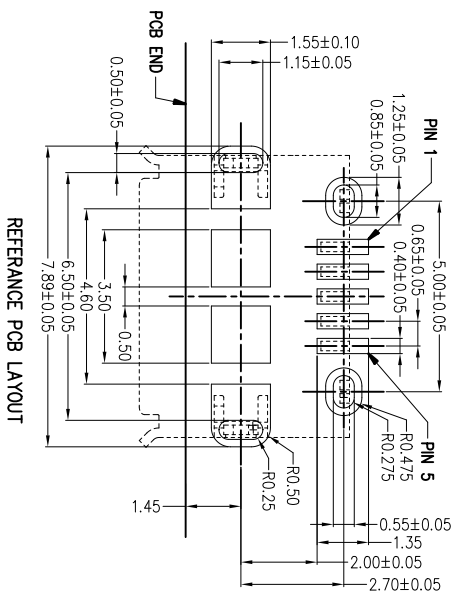 PCB END
0.50±0.05
1.55±0.10
1.15±0.05
PIN 1
1.25±0.05
0.85±0.05
5.00±0.05
0.65±0.05
0.40±0.05
PIN 5
R0.475
R0.275
0.55±0.05
1.35
2.00±0.05
2.70±0.05
R0.50
R0.25
1.45
0.50
3.50
4.60
6.50±0.05
7.89±0.05
REFERANCE PCB LAYOUT